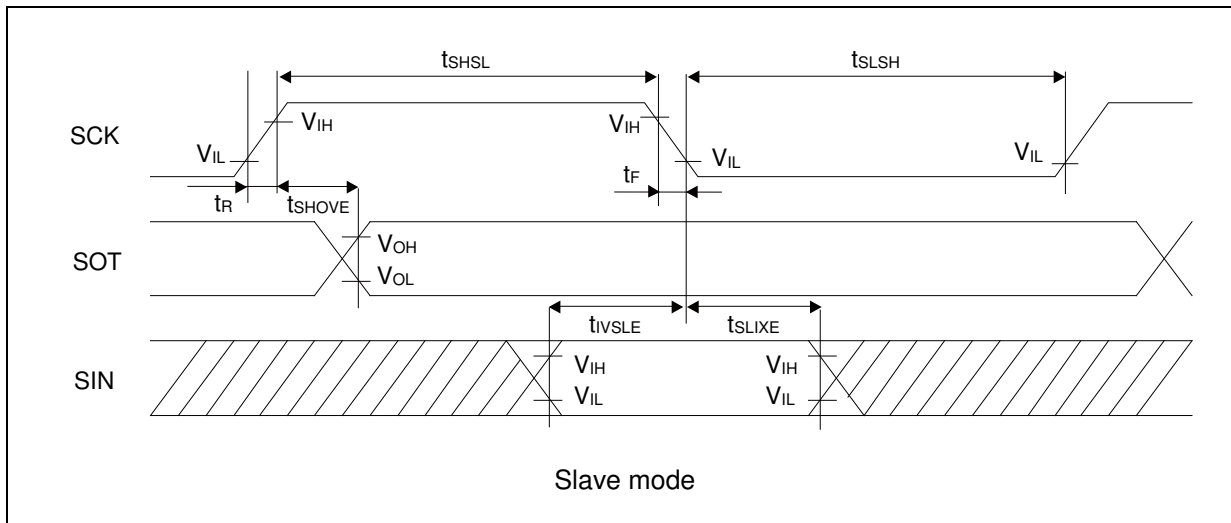 tSHSL
tSLSH
SCK
VIH
VIH
VIL
VIL
VIL
tR
tSHOVE
tF
SOT
VOH
VOL
tIVSLE
tSLIXE
SIN
VIH
VIH
VIL
VIL
Slave mode